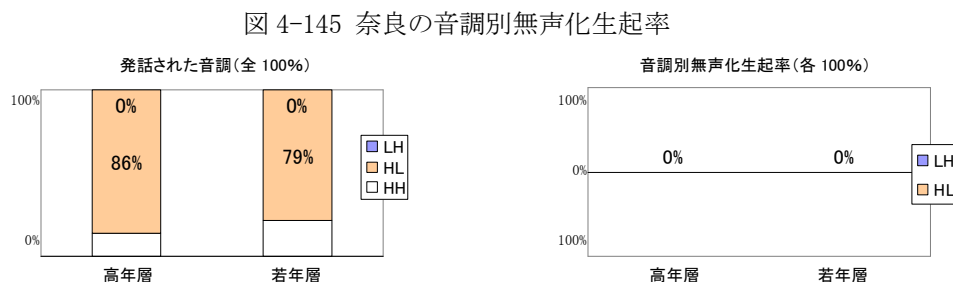 図 4-145 奈良の音調別無声化生起率
発話された音調(全 100%)
100%
0%
0%
86%
79%
0%
高年層
若年層
LH
HL
HH
音調別無声化生起率(各 100%)
100%
0%
0%
0%
100%
高年層
若年層
LH
HL